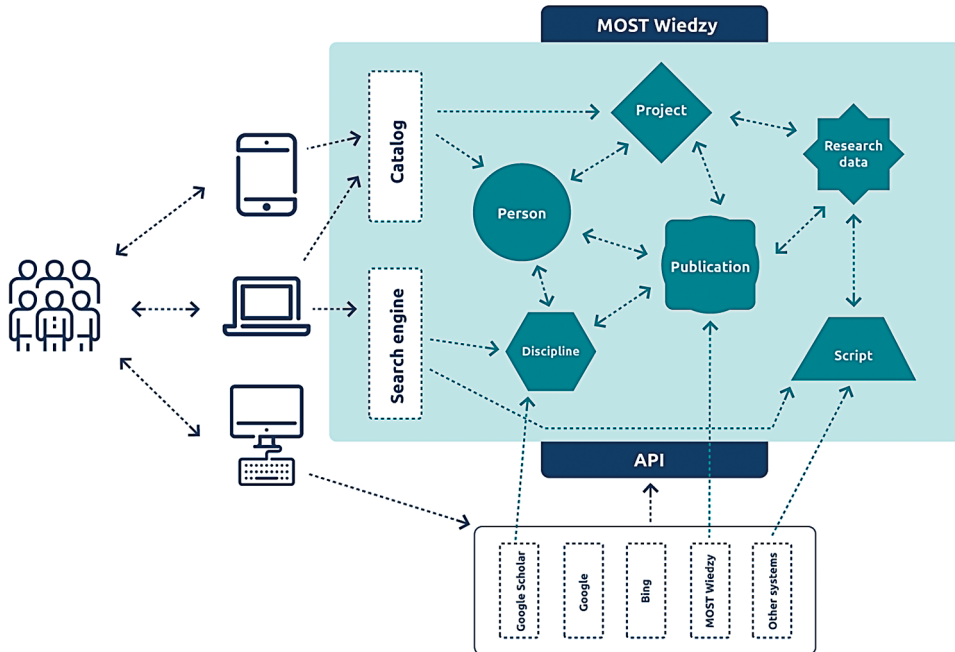 MOST Wiedzy
Catalog
Project
Research
data
Person
Publication
Search engine
Discipline
Script
API
Google Scholar
Google
Bing
MOST Wiedzy
Other systems